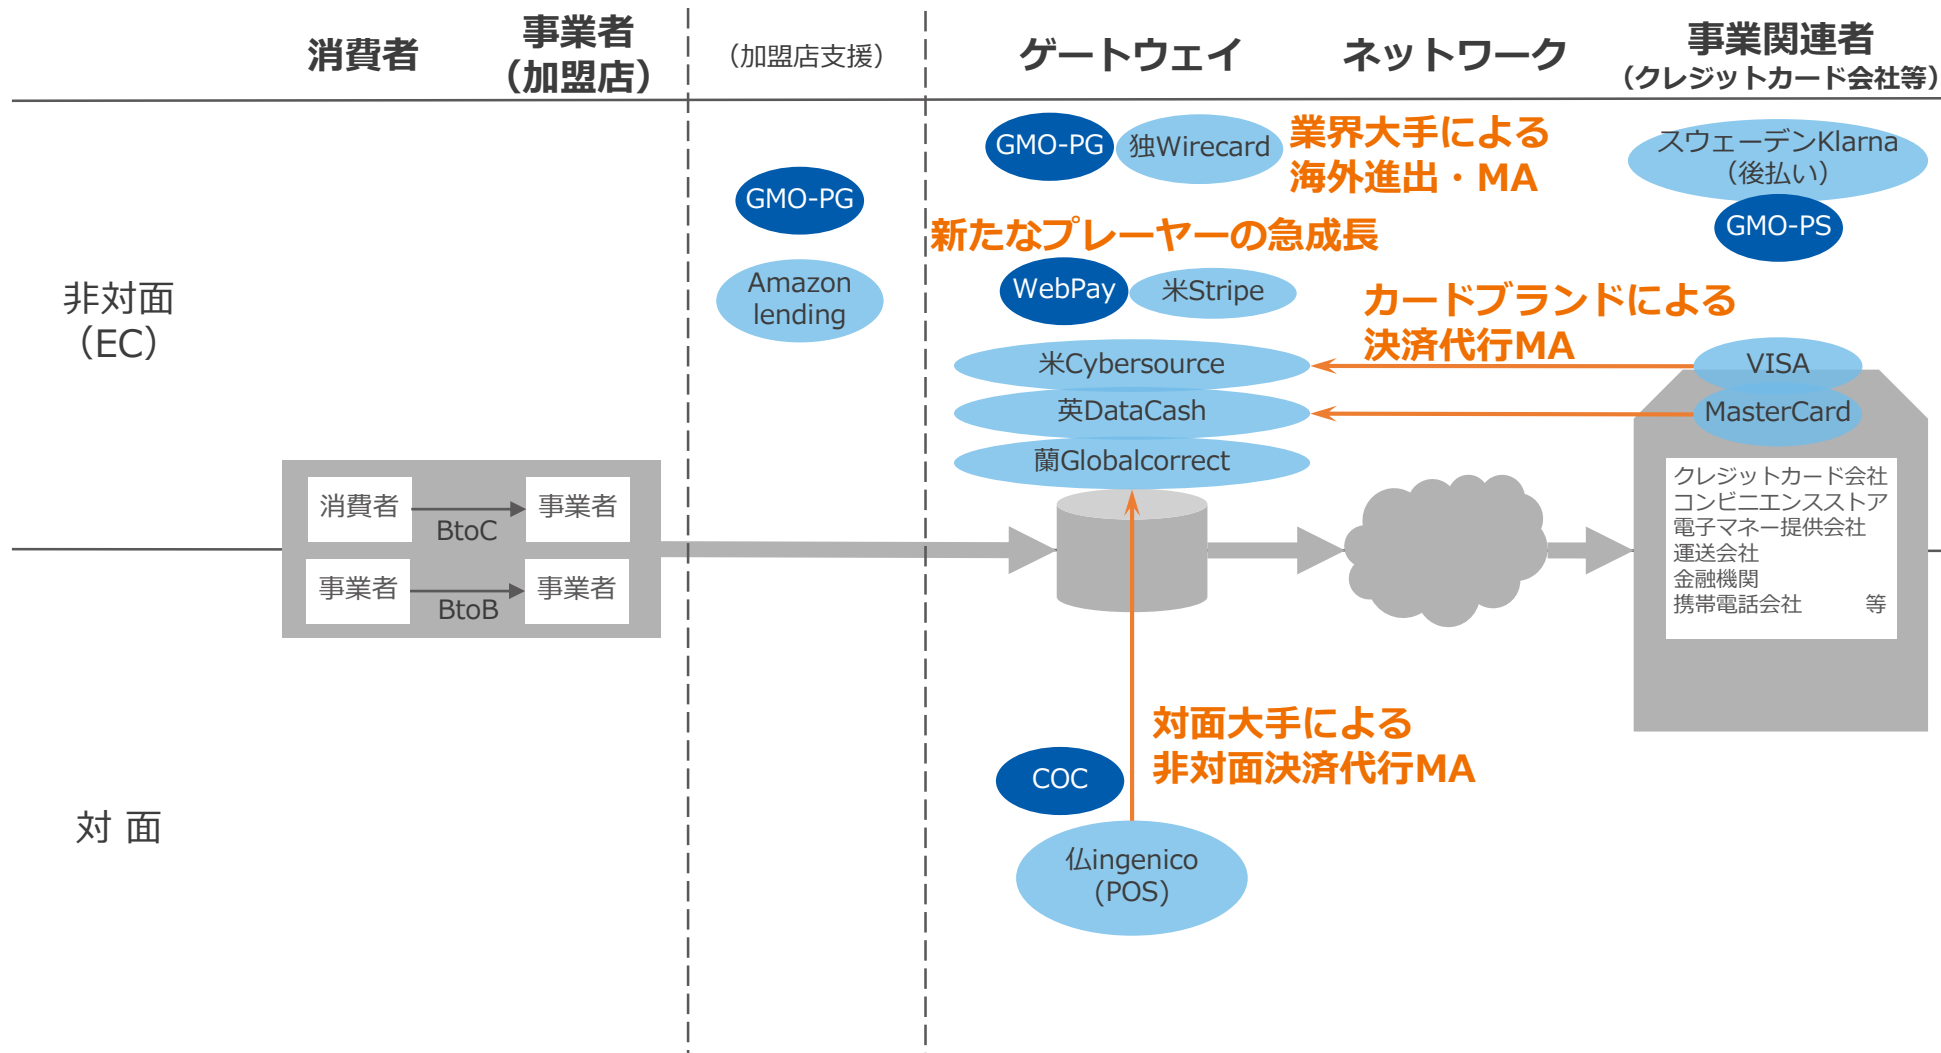 消費者
事業者
（加盟店）
（加盟店支援）
ゲートウェイ
ネットワーク
事業関連者
（クレジットカード会社等）
非対面
（EC）
GMO-PG
Amazon
lending
GMO-PG
独Wirecard
業界大手による
海外進出・MA
スウェーデンKlarna
（後払い）
GMO-PS
新たなプレーヤーの急成長
WebPay
米Stripe
カードブランドによる
決済代行MA
米Cybersource
VISA
英DataCash
MasterCard
蘭Globalcorrect
消費者
BtoC
事業者
事業者
BtoB
事業者
クレジットカード会社
コンビニエンスストア
電子マネー提供会社
運送会社
金融機関
携帯電話会社 等
対 面
対面大手による
非対面決済代行MA
COC
仏ingenico
(POS)